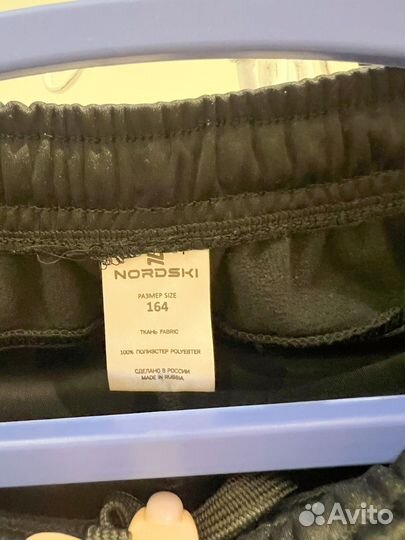 NORDSKI
РАЗМЕР SIZE
164
ТКАНЬ FABRIC
100% ПОЛИЭСТЕР POLYESTER
СДЕЛАНО В РОССИИ
MADE IN RUSSIA
Avito